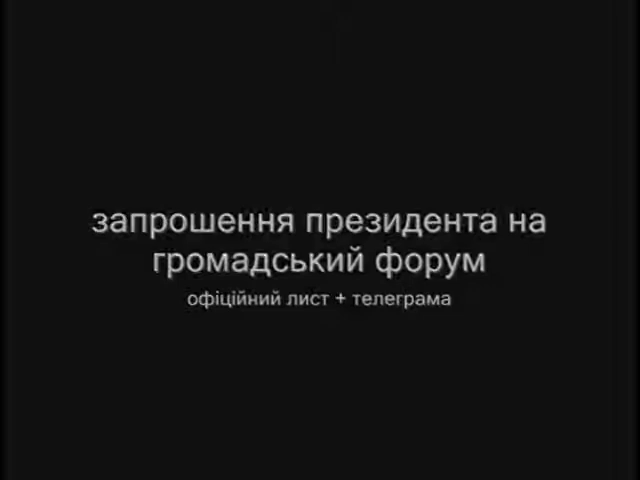 запрошення президента на
громадський форум
офіційний лист + телеграма